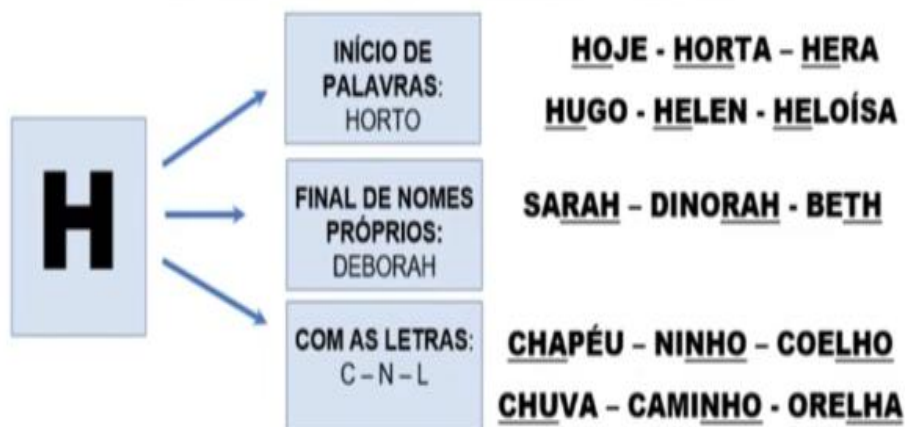 H
INÍCIO DE
PALAVRAS:
HORTO
HOJE - HORTA – HERA
HUGO - HELEN - HELOÍSA
FINAL DE NOMES
PRÓPRIOS:
DEBORAH
SARAH – DINORAH - BETH
COM AS LETRAS:
C – N – L
CHAPÉU – NINHO – COELHO
CHUVA – CAMINHO - ORELHA